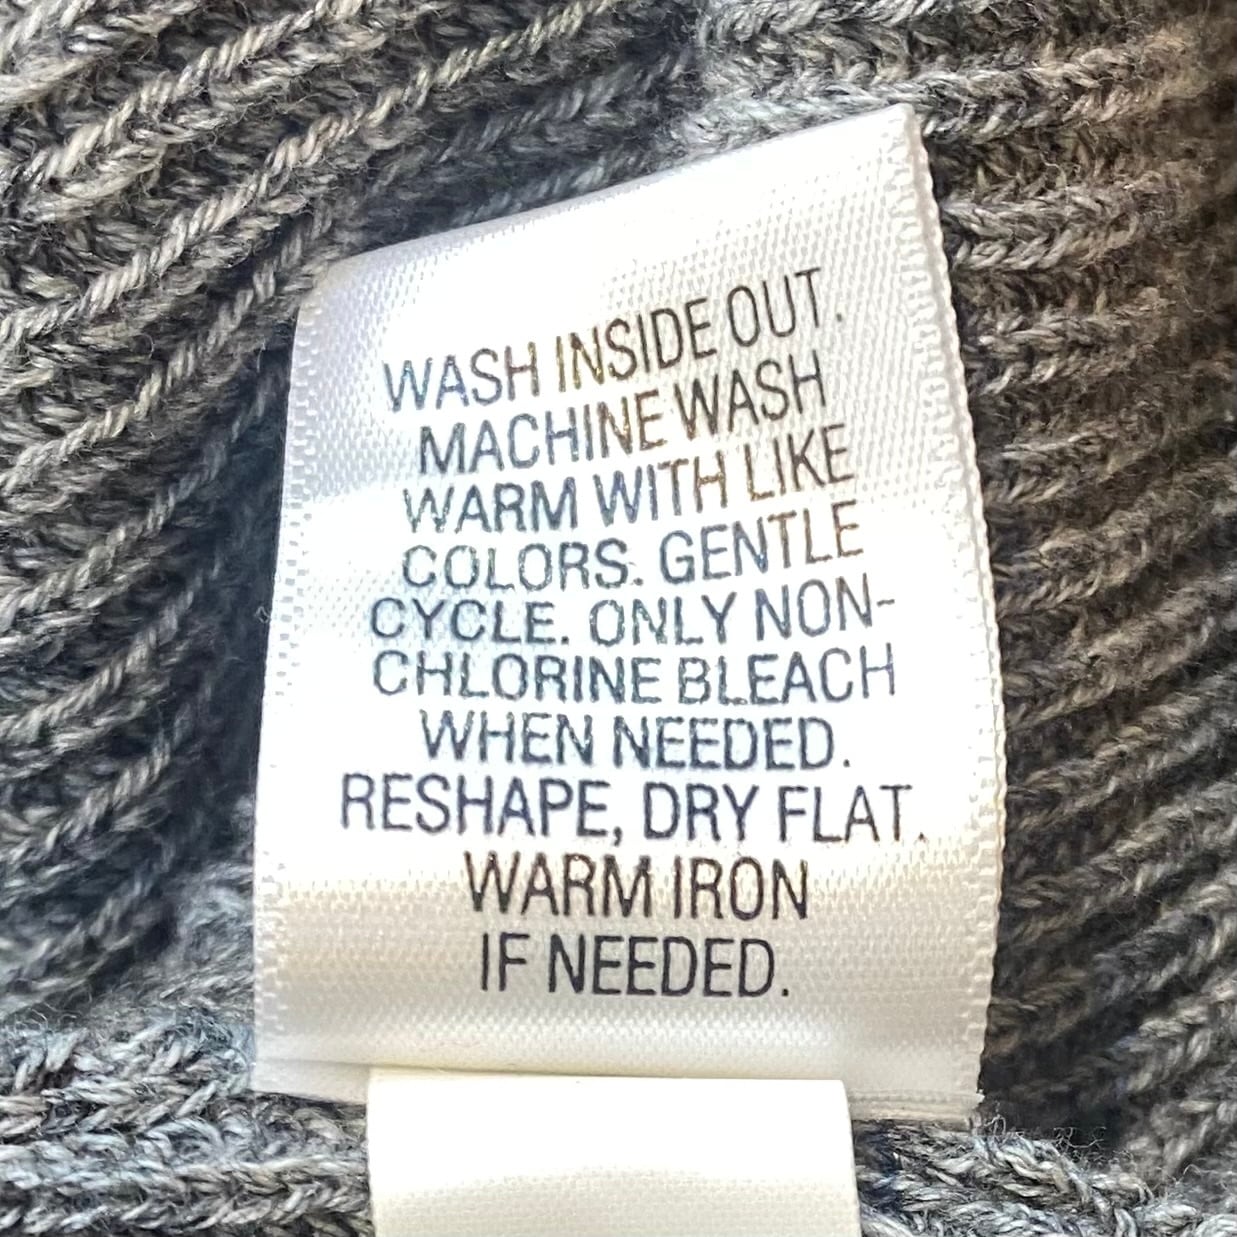 WASH INSIDE OUT.
MACHINE WASH
WARM WITH LIKE
COLORS. GENTLE
CYCLE. ONLY NON-
CHLORINE BLEACH
WHEN NEEDED.
RESHAPE, DRY FLAT.
WARM IRON
IF NEEDED.